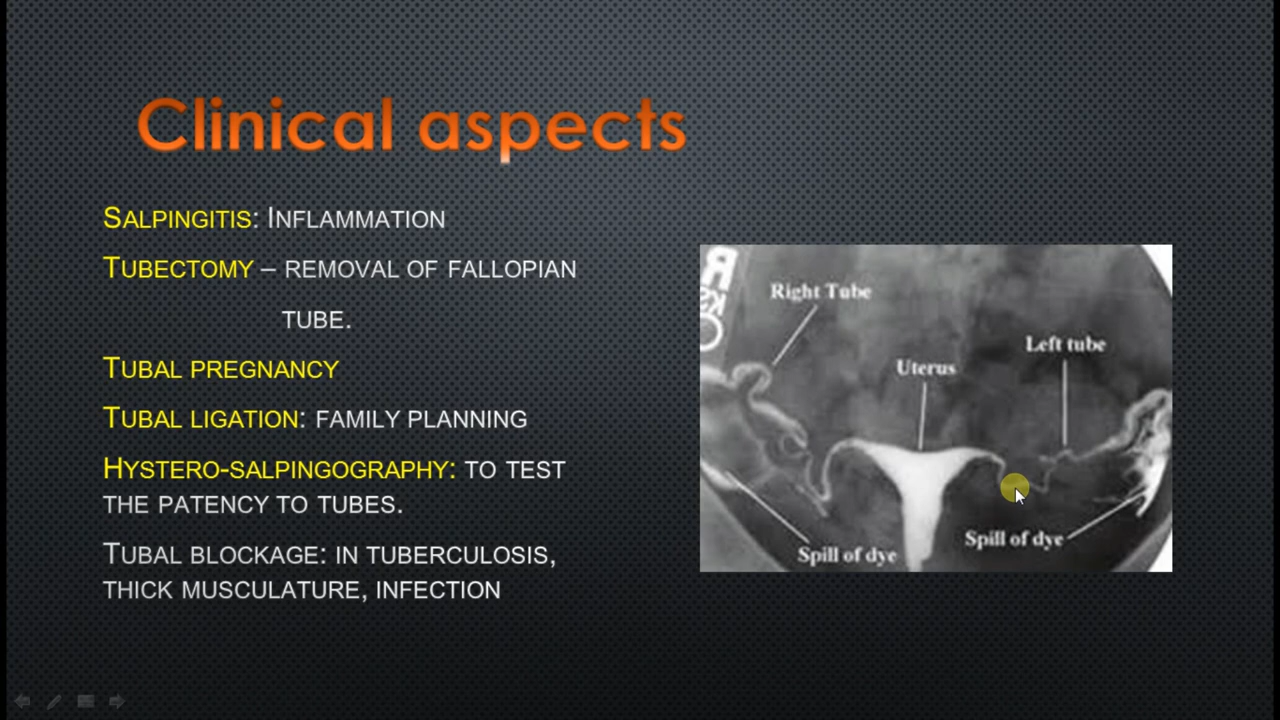 Clinical aspects
SALPINGITIS: INFLAMMATION
TUBECTOMY – REMOVAL OF FALLOPIAN
TUBE.
TUBAL PREGNANCY
TUBAL LIGATION: FAMILY PLANNING
HYSTERO-SALPINGOGRAPHY: TO TEST
THE PATENCY TO TUBES.
TUBAL BLOCKAGE: IN TUBERCULOSIS,
THICK MUSCULATURE, INFECTION
Right Tube
Left tube
Uterus
Spill of dye
Spill of dye